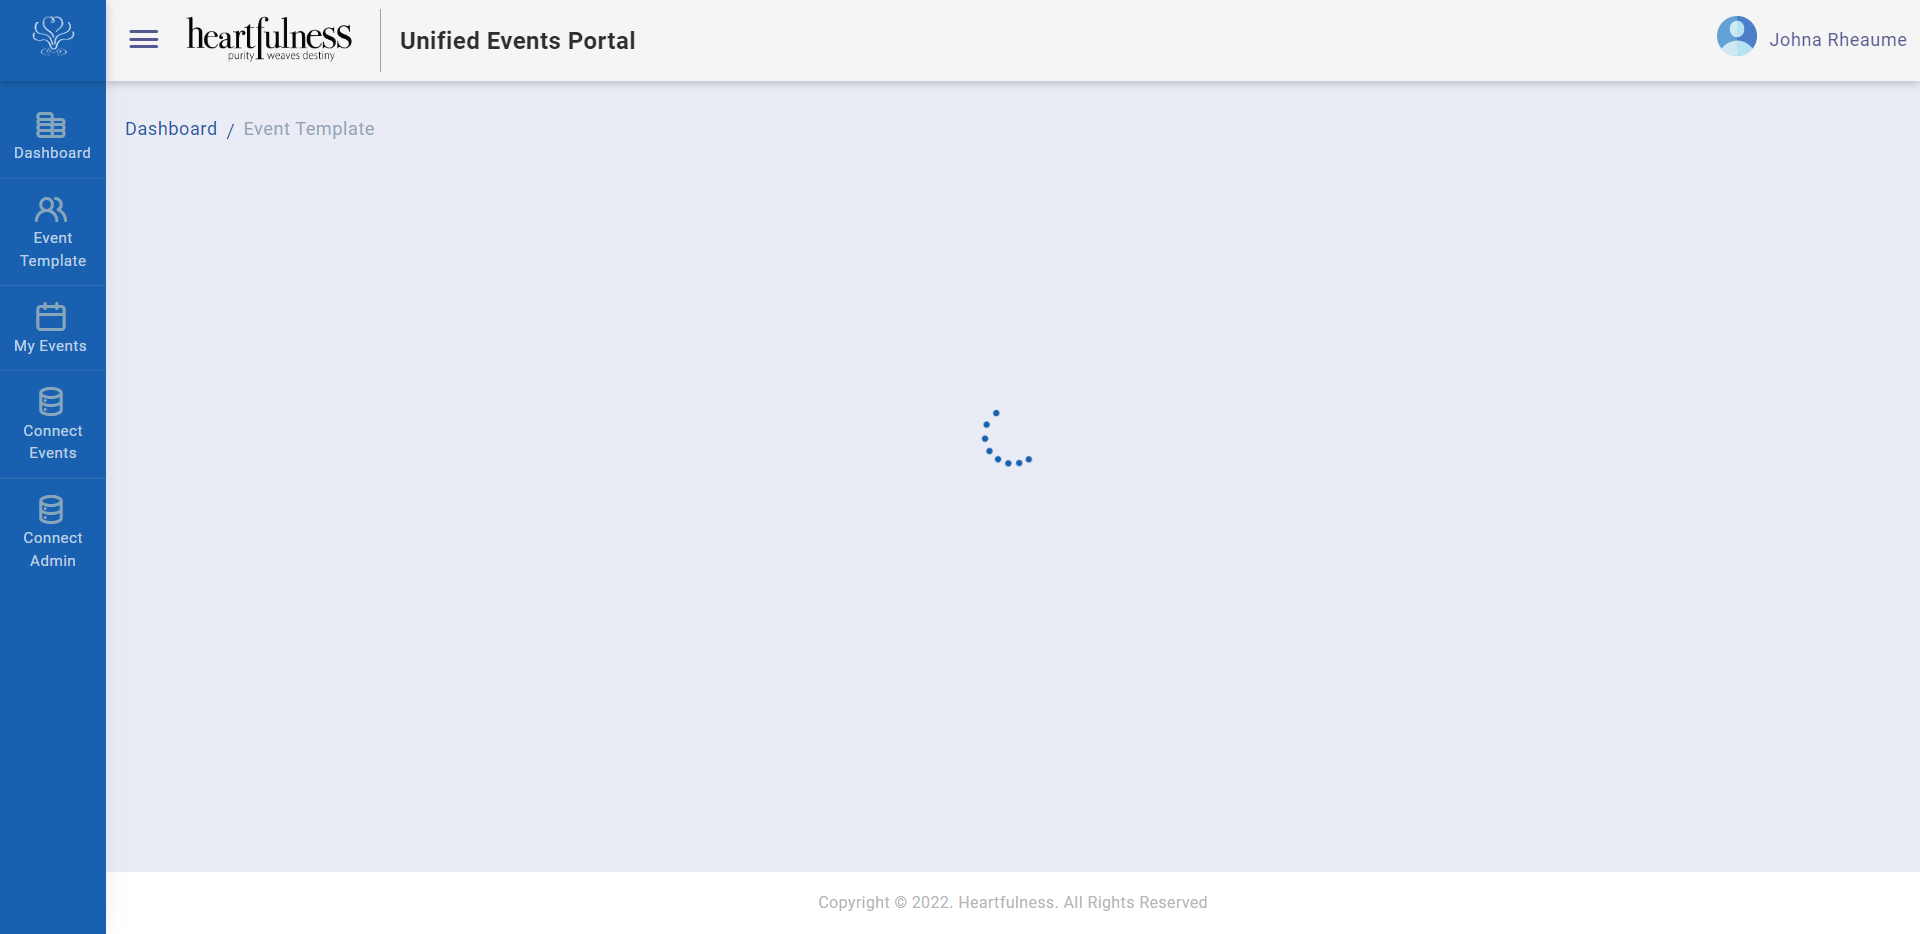 heartfulness
purity weaves destiny
Unified Events Portal
Johna Rheaume
Dashboard / Event Template
Dashboard
Event
Template
My Events
Connect
Events
Connect
Admin
Copyright © 2022. Heartfulness. All Rights Reserved